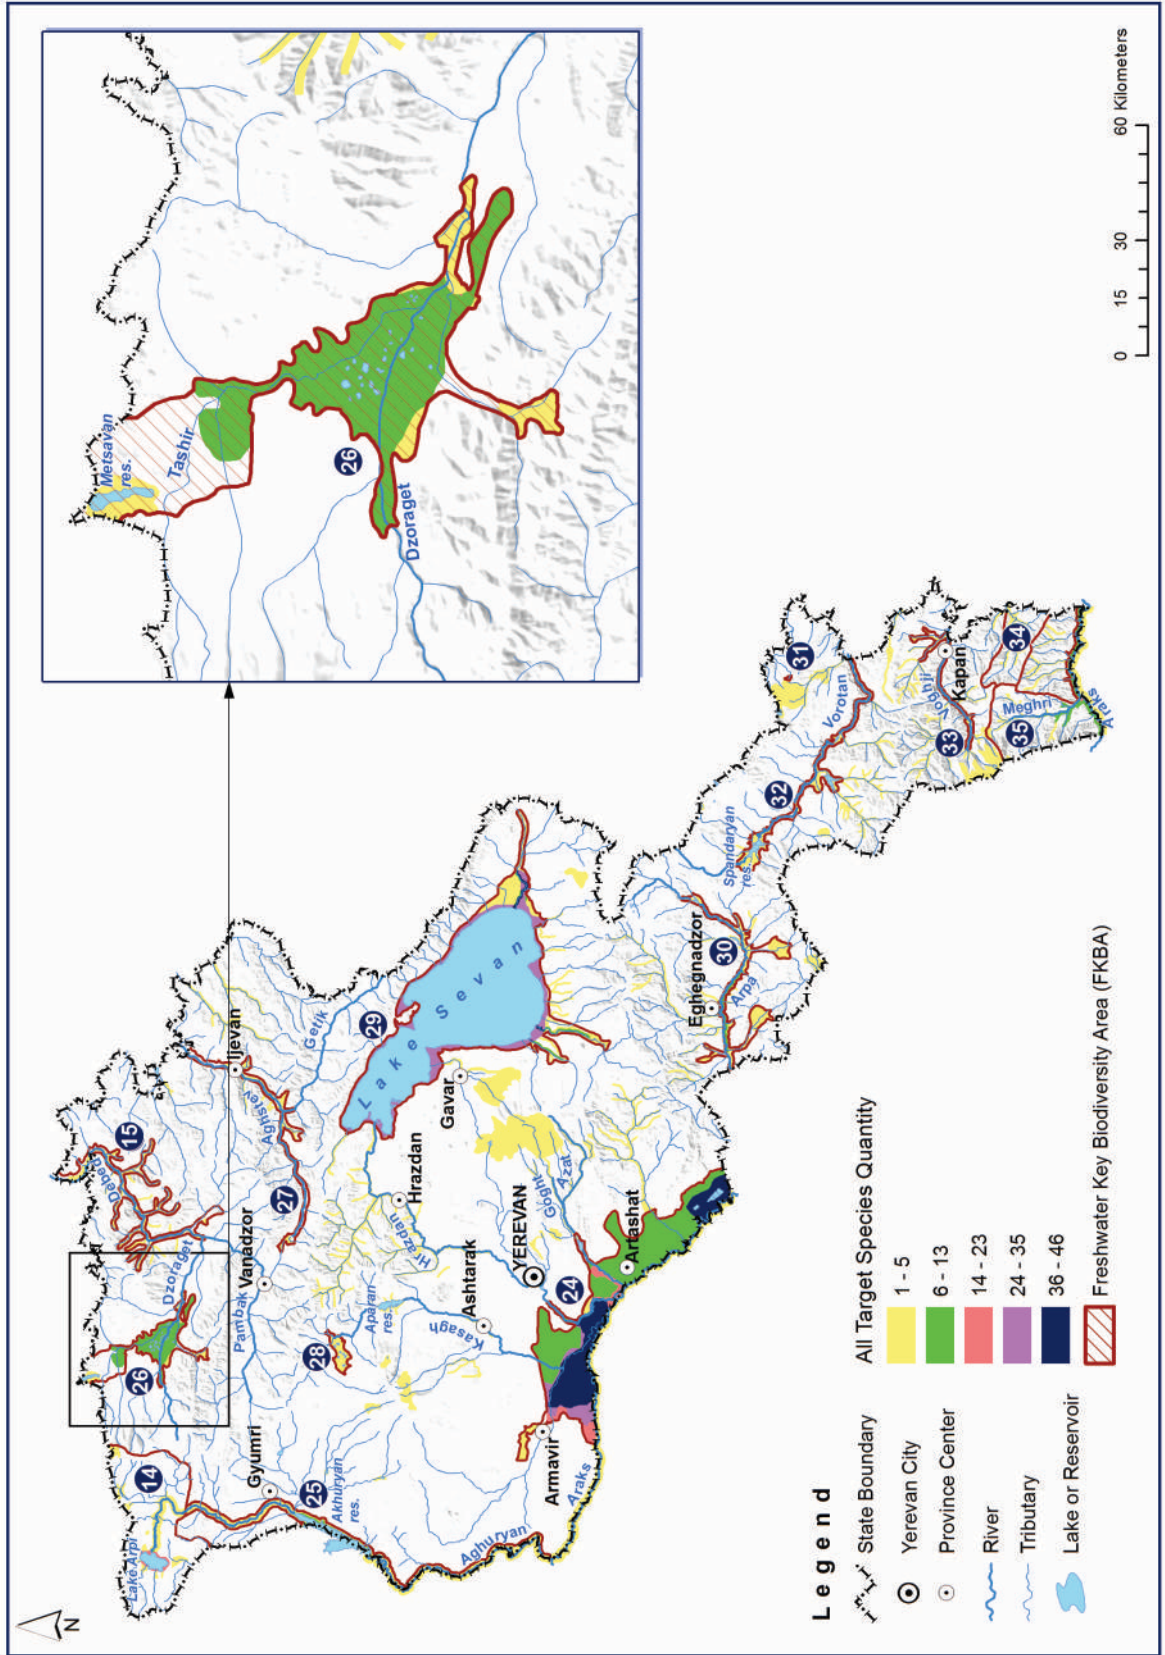 N
Lake Arpi
14
Gyumri
25
Akhuryan
res.
Aghuryan
Araks
Armavir
26
Dzoraget
Pambak
Vanadzor
Debed
15
28
Aparan
res.
Kasagh
Ashtarak
Hrazdan
Hrazdan
YEREVAN
24
Artashat
Goght
Azat
27
Aghstev
Ijevan
Getik
29
Lake Sevan
Gavar
Eghegnadzor
30
Arpa
Spandaryan
res.
32
Vorotan
31
Voghji
33
Kapan
34
35
Meghri
Araks
Metsavan
res.
Tashir
26
Dzoraget
Legend
State Boundary
Yerevan City
Province Center
River
Tributary
Lake or Reservoir
All Target Species Quantity
1 - 5
6 - 13
14 - 23
24 - 35
36 - 46
Freshwater Key Biodiversity Area (FKBA)
0 15 30 60 Kilometers